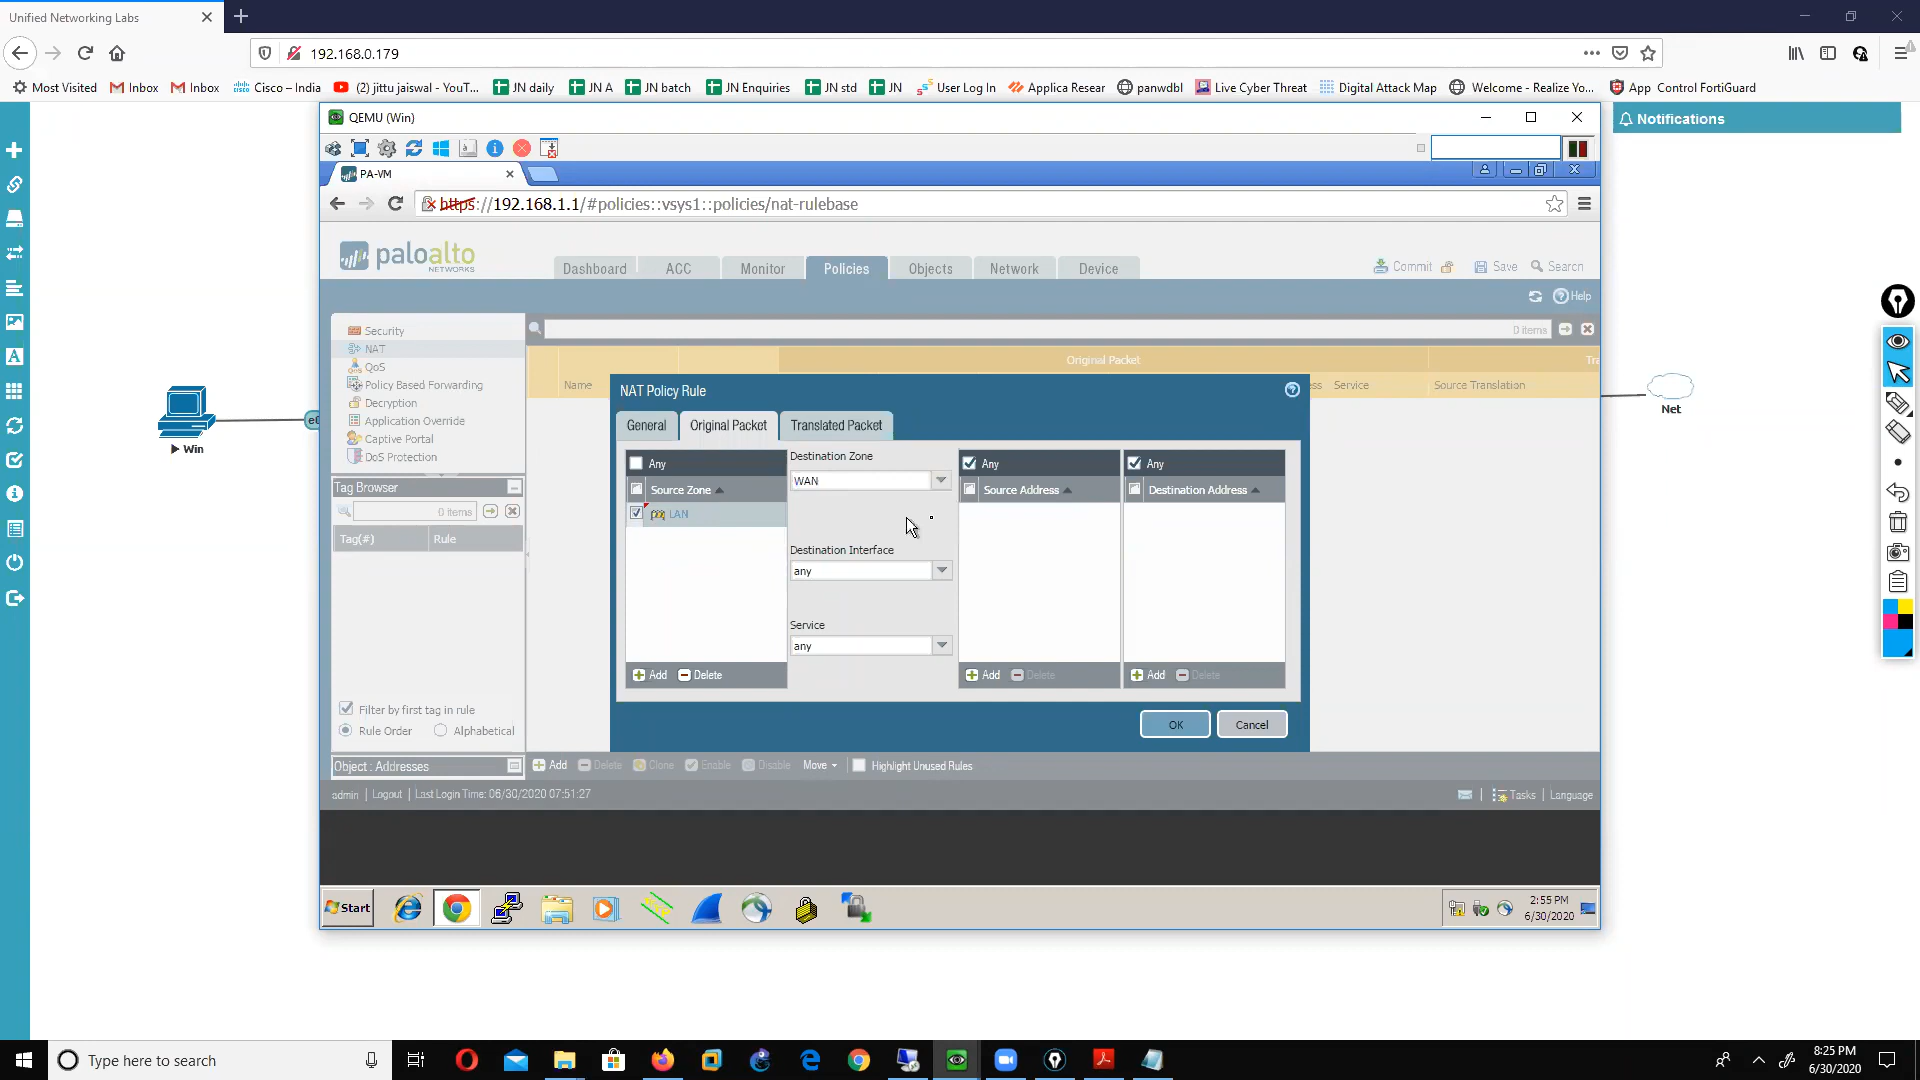 Unified Networking Labs
192.168.0.179
Most Visited
Inbox
Inbox
Cisco – India
(2) jittu jaiswal - YouT...
JN daily
JN A
JN batch
JN Enquiries
JN std
JN
User Log In
Applica Resear
panwdbl
Live Cyber Threat
Digital Attack Map
Welcome - Realize Yo...
App Control FortiGuard
QEMU (Win)
Notifications
PA-VM
https://192.168.1.1/#policies::vsys1::policies/nat-rulebase
paloalto
NETWORKS
Dashboard
ACC
Monitor
Policies
Objects
Network
Device
Commit
Save
Search
Help
Security
NAT
QoS
Policy Based Forwarding
Decryption
Application Override
Captive Portal
DoS Protection
0 items
Original Packet
Tra
Name
ss
Service
Source Translation
Tag Browser
0 items
Tag(#)
Rule
Filter by first tag in rule
Rule Order
Alphabetical
Object : Addresses
NAT Policy Rule
General
Original Packet
Translated Packet
Any
Source Zone
LAN
Add
Delete
Destination Zone
WAN
Destination Interface
any
Service
any
Any
Source Address
Add
Delete
Any
Destination Address
Add
Delete
OK
Cancel
Add
Delete
Clone
Enable
Disable
Move
Highlight Unused Rules
admin | Logout | Last Login Time: 06/30/2020 07:51:27
Tasks | Language
Win
e0
Net
Start
2:55 PM
6/30/2020
Type here to search
8:25 PM
6/30/2020